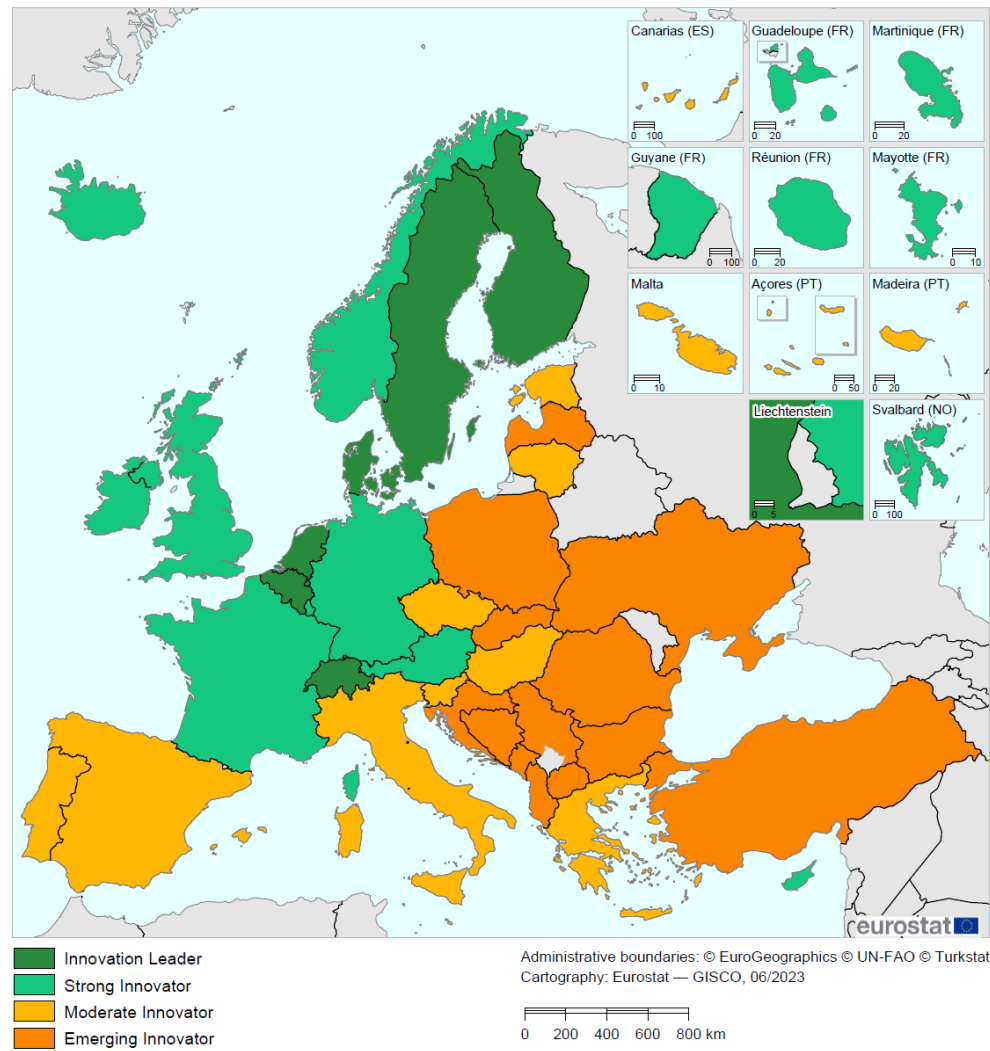 Canarias (ES)
0 100
Guadeloupe (FR)
0 20
Martinique (FR)
0 20
Guyane (FR)
0 100
Réunion (FR)
0 20
Mayotte (FR)
0 10
Malta
0 10
Açores (PT)
0 50
Madeira (PT)
0 20
Liechtenstein
0 5
Svalbard (NO)
0 100
eurostat
Innovation Leader
Strong Innovator
Moderate Innovator
Emerging Innovator
Administrative boundaries: © EuroGeographics © UN-FAO © Turkstat
Cartography: Eurostat — GISCO, 06/2023
0 200 400 600 800 km